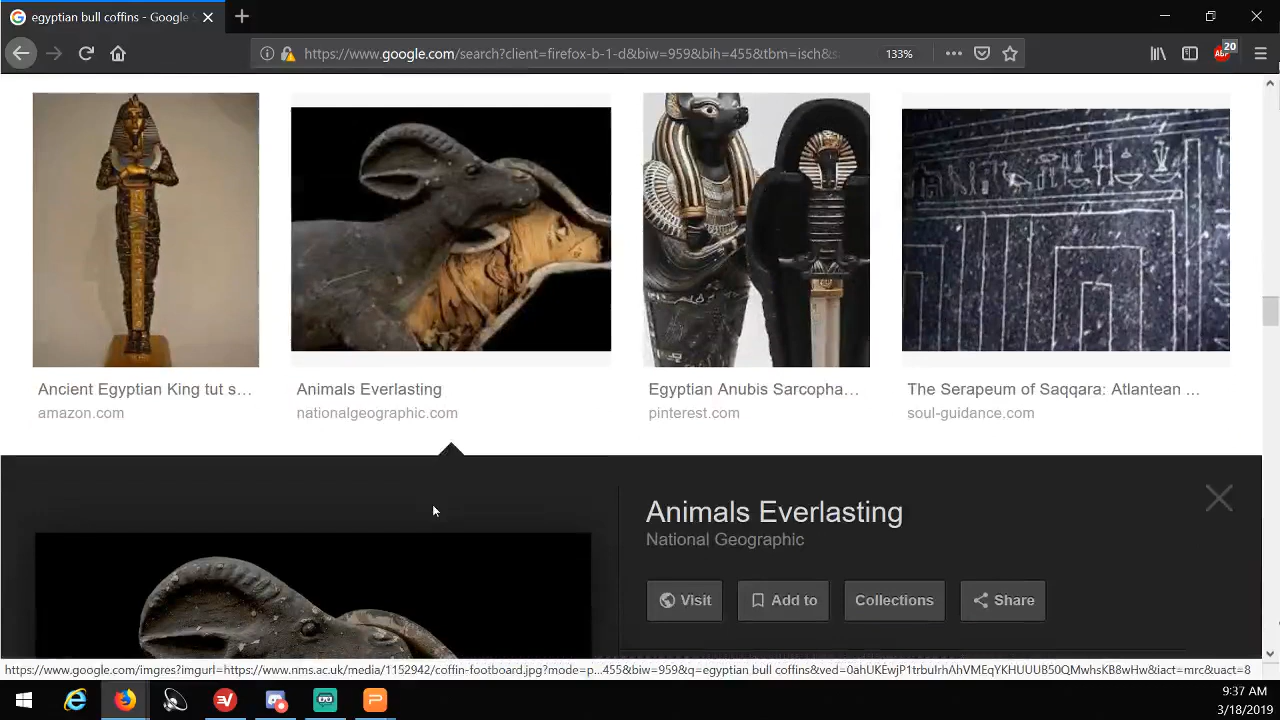 egyptian bull coffins - Google
https://www.google.com/search?client=firefox-b-1-d&biw=959&bih=455&tbm=isch&s
133%
20
Ancient Egyptian King tut s...
Animals Everlasting
Egyptian Anubis Sarcopha...
The Serapeum of Saqqara: Atlantean ...
amazon.com
nationalgeographic.com
pinterest.com
soul-guidance.com
Animals Everlasting
National Geographic
Visit
Add to
Collections
Share
https://www.google.com/imgres?imgurl=https://www.nms.ac.uk/media/1152942/coffin-footboard.jpg?mode=p...455&biw=959&q=egyptian bull coffins&ved=0ahUKEwjP1trbulrhAhVMEqYKHUUUB50QMwhsKB8wHw&iact=mrc&uact=8
9:37 AM
3/18/2019